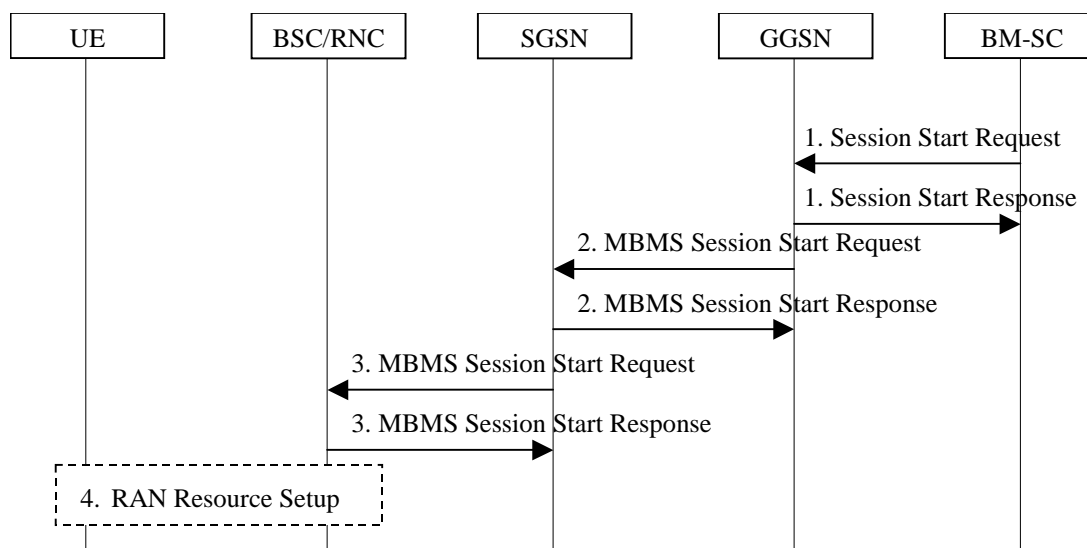 UE
BSC/RNC
SGSN
GGSN
BM-SC
1. Session Start Request
1. Session Start Response
2. MBMS Session Start Request
2. MBMS Session Start Response
3. MBMS Session Start Request
3. MBMS Session Start Response
4. RAN Resource Setup